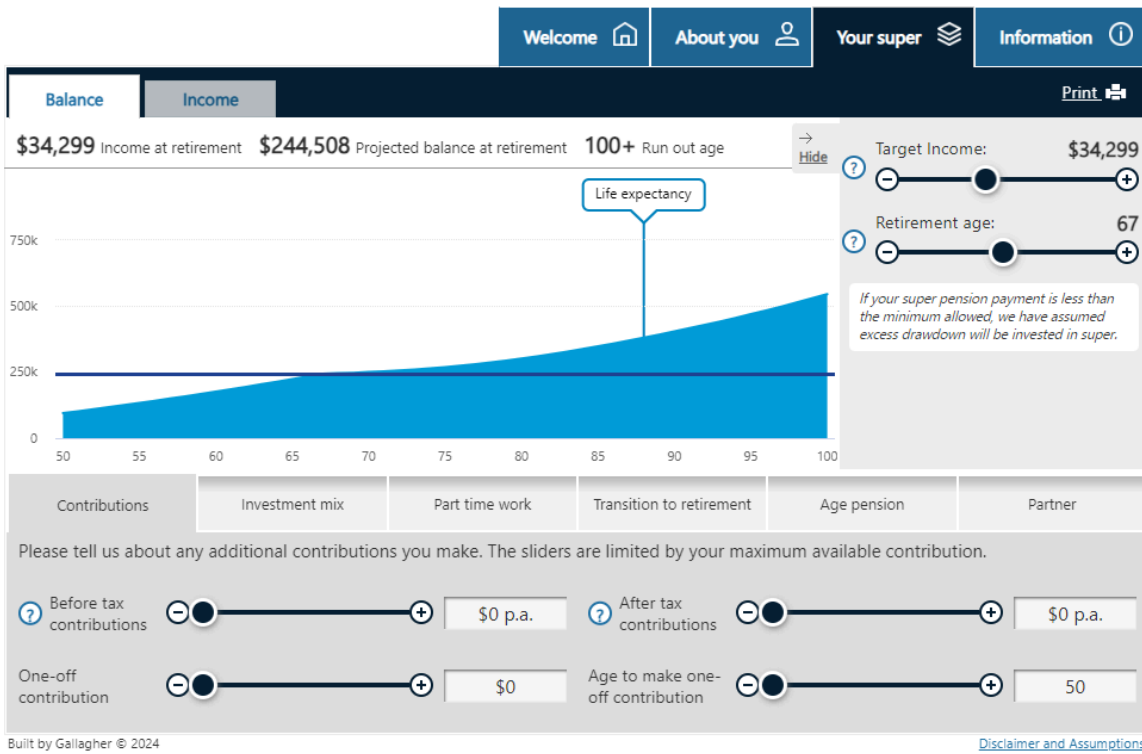 Welcome
About you
Your super
Information
Balance
Income
Print
$34,299 Income at retirement $244,508 Projected balance at retirement 100+ Run out age
→
Hide
Target Income: $34,299
Retirement age: 67
If your super pension payment is less than
the minimum allowed, we have assumed
excess drawdown will be invested in super.
Life expectancy
750k
500k
250k
0
50 55 60 65 70 75 80 85 90 95 100
Contributions
Investment mix
Part time work
Transition to retirement
Age pension
Partner
Please tell us about any additional contributions you make. The sliders are limited by your maximum available contribution.
Before tax
contributions
$0 p.a.
After tax
contributions
$0 p.a.
One-off
contribution
$0
Age to make one-
off contribution
50
Built by Gallagher © 2024
Disclaimer and Assumptions